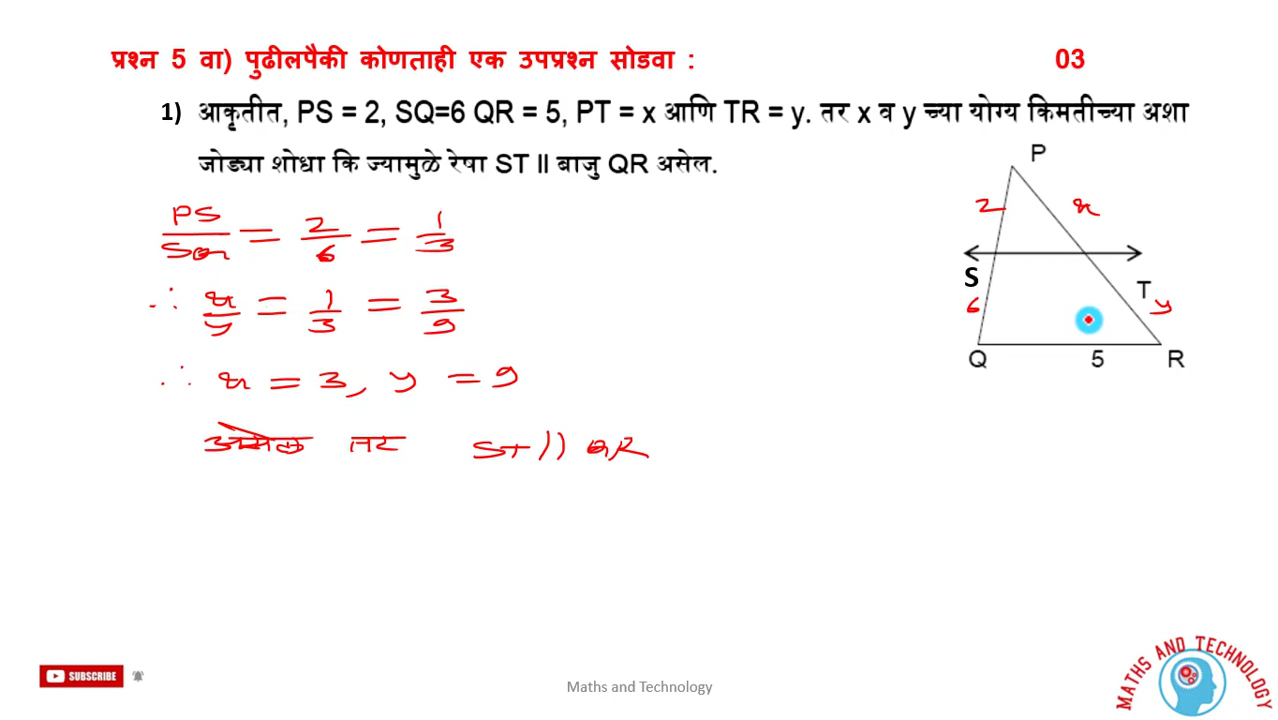 प्रश्न 5 वा) पुढीलपैकी कोणताही एक उपप्रश्न सोडवा : 03
1) आकृतीत, PS = 2, SQ=6 QR = 5, PT = x आणि TR = y. तर x व y च्या योग्य किमतीच्या अशा
जोड्या शोधा कि ज्यामुळे रेषा ST ll बाजु QR असेल.
P
2 x
S
T
6 y
Q 5 R
PS/SQ = 2/6 = 1/3
∴ x/y = 1/3 = 3/9
∴ x = 3, y = 9
असेल तर ST || QR
SUBSCRIBE
Maths and Technology
MATHS AND TECHNOLOGY